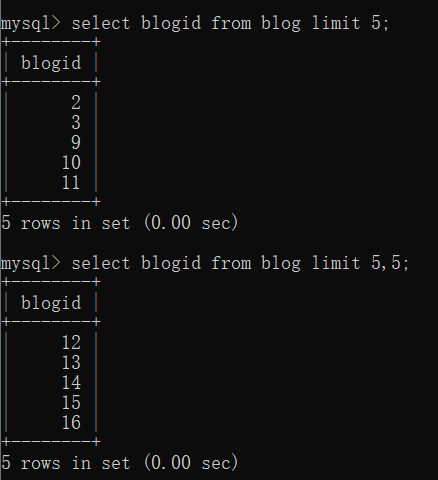 mysql> select blogid from blog limit 5;
+--------+
| blogid |
+--------+
|      2 |
|      3 |
|      9 |
|     10 |
|     11 |
+--------+
5 rows in set (0.00 sec)
mysql> select blogid from blog limit 5,5;
+--------+
| blogid |
+--------+
|     12 |
|     13 |
|     14 |
|     15 |
|     16 |
+--------+
5 rows in set (0.00 sec)